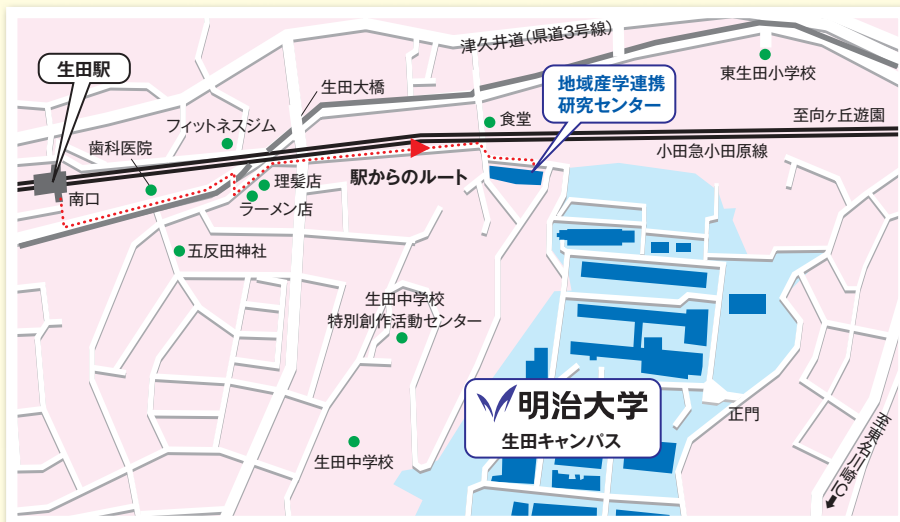 津久井道（県道3号線）
生田駅
東生田小学校
地域産学連携
研究センター
生田大橋
至向ヶ丘遊園
フィットネスジム
食堂
歯科医院
小田急小田原線
駅からのルート
理髪店
南口
ラーメン店
五反田神社
生田中学校
特別創作活動センター
明治大学
生田キャンパス
正門
至東名川崎IC
生田中学校